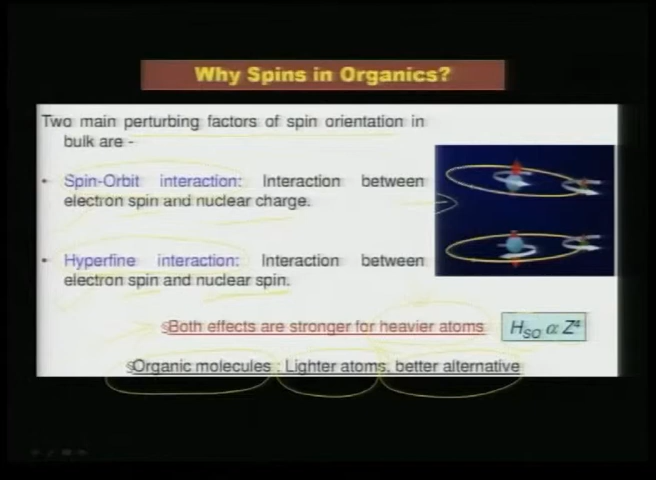 Why Spins in Organics?
Two main perturbing factors of spin orientation in
bulk are -
• Spin-Orbit interaction: Interaction between
electron spin and nuclear charge.
• Hyperfine interaction: Interaction between
electron spin and nuclear spin.
§Both effects are stronger for heavier atoms
H_SO α Z⁴
§Organic molecules : Lighter atoms, better alternative